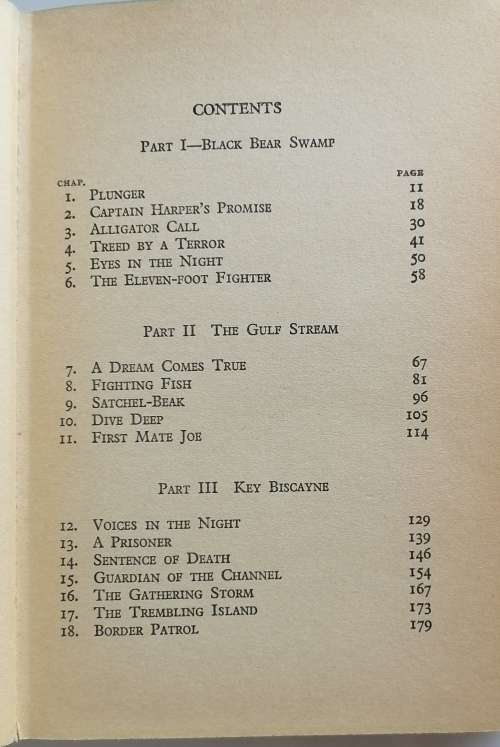 CONTENTS
PART I—BLACK BEAR SWAMP
CHAP. PAGE
1. PLUNGER 11
2. CAPTAIN HARPER'S PROMISE 18
3. ALLIGATOR CALL 30
4. TREED BY A TERROR 41
5. EYES IN THE NIGHT 50
6. THE ELEVEN-FOOT FIGHTER 58
PART II THE GULF STREAM
7. A DREAM COMES TRUE 67
8. FIGHTING FISH 81
9. SATCHEL-BEAK 96
10. DIVE DEEP 105
11. FIRST MATE JOE 114
PART III KEY BISCAYNE
12. VOICES IN THE NIGHT 129
13. A PRISONER 139
14. SENTENCE OF DEATH 146
15. GUARDIAN OF THE CHANNEL 154
16. THE GATHERING STORM 167
17. THE TREMBLING ISLAND 173
18. BORDER PATROL 179